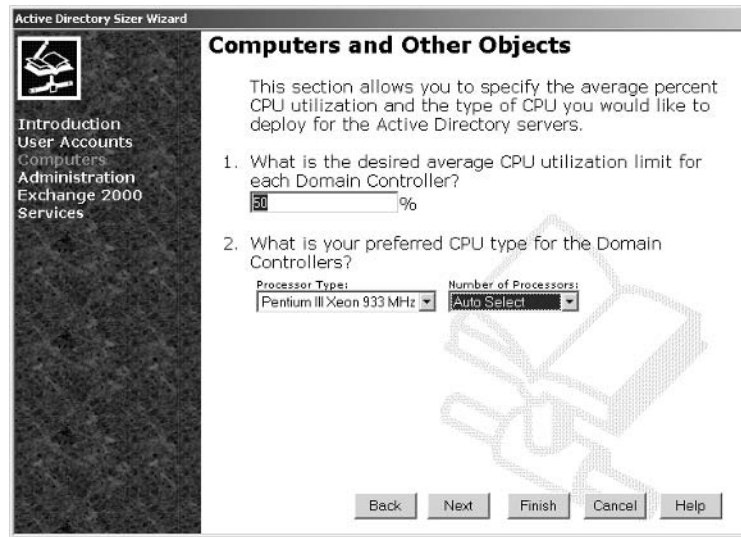 Active Directory Sizer Wizard
Introduction
User Accounts
Computers
Administration
Exchange 2000
Services
Computers and Other Objects
This section allows you to specify the average percent
CPU utilization and the type of CPU you would like to
deploy for the Active Directory servers.
1. What is the desired average CPU utilization limit for
each Domain Controller?
50 %
2. What is your preferred CPU type for the Domain
Controllers?
Processor Type: Number of Processors:
Pentium III Xeon 933 MHz Auto Select
Back Next Finish Cancel Help